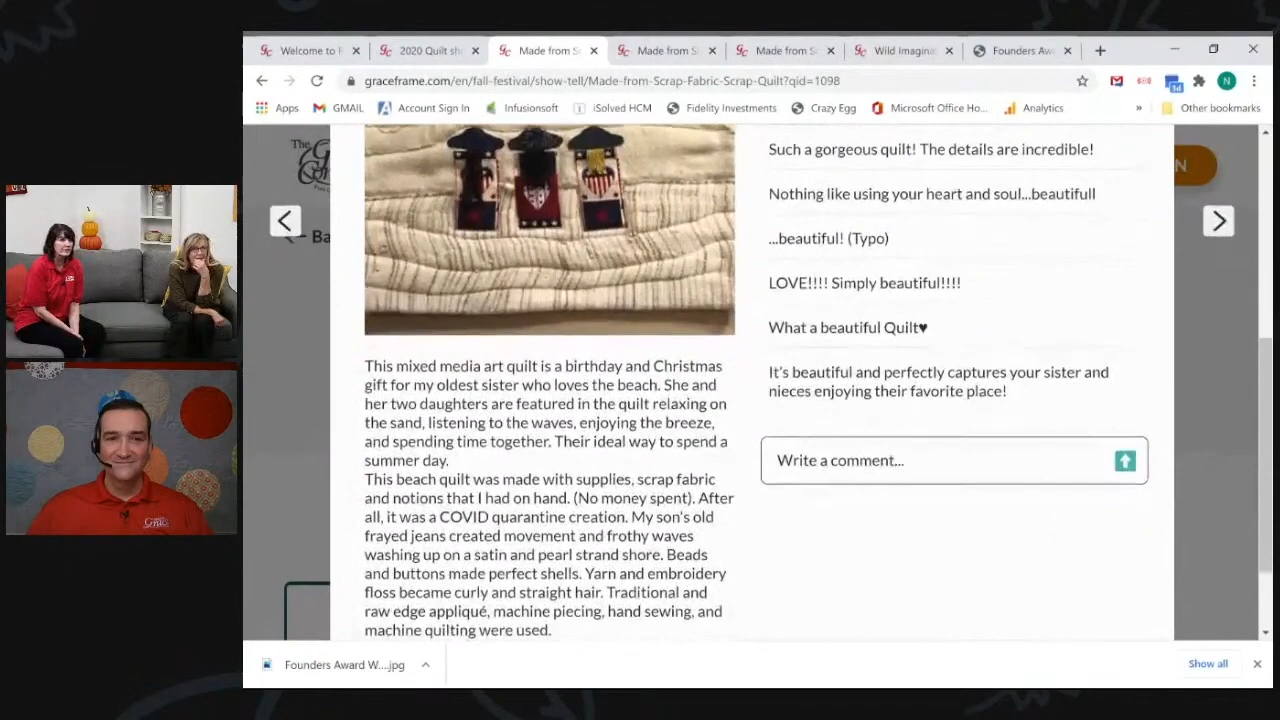 Welcome to F
2020 Quilt sh
Made from Sc
Made from Sc
Made from Sc
Wild Imagina
Founders Awa
graceframe.com/en/fall-festival/show-tell/Made-from-Scrap-Fabric-Scrap-Quilt?qid=1098
N
Apps
GMAIL
Account Sign In
Infusionsoft
iSolved HCM
Fidelity Investments
Crazy Egg
Microsoft Office Ho...
Analytics
»
Other bookmarks
The
N
Ba
This mixed media art quilt is a birthday and Christmas
gift for my oldest sister who loves the beach. She and
her two daughters are featured in the quilt relaxing on
the sand, listening to the waves, enjoying the breeze,
and spending time together. Their ideal way to spend a
summer day.
This beach quilt was made with supplies, scrap fabric
and notions that I had on hand. (No money spent). After
all, it was a COVID quarantine creation. My son's old
frayed jeans created movement and frothy waves
washing up on a satin and pearl strand shore. Beads
and buttons made perfect shells. Yarn and embroidery
floss became curly and straight hair. Traditional and
raw edge appliqué, machine piecing, hand sewing, and
machine quilting were used.
Such a gorgeous quilt! The details are incredible!
Nothing like using your heart and soul...beautifull
...beautiful! (Typo)
LOVE!!!! Simply beautiful!!!!
What a beautiful Quilt♥
It's beautiful and perfectly captures your sister and
nieces enjoying their favorite place!
Write a comment...
Founders Award W....jpg
Show all
Grace